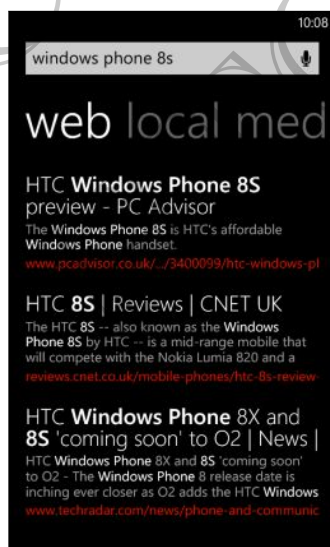 10:08
windows phone 8s
web local med
HTC Windows Phone 8S
preview - PC Advisor
The Windows Phone 8S is HTC's affordable
Windows Phone handset.
www.pcadvisor.co.uk/.../3400099/htc-windows-pl
HTC 8S | Reviews | CNET UK
The HTC 8S -- also known as the Windows
Phone 8S by HTC -- is a mid-range mobile that
will compete with the Nokia Lumia 820 and a
reviews.cnet.co.uk/mobile-phones/htc-8s-review-
HTC Windows Phone 8X and
8S 'coming soon' to O2 | News |
HTC Windows Phone 8X and 8S 'coming soon'
to O2 - The Windows Phone 8 release date is
inching ever closer as O2 adds the HTC Windows
www.techradar.com/news/phone-and-communic